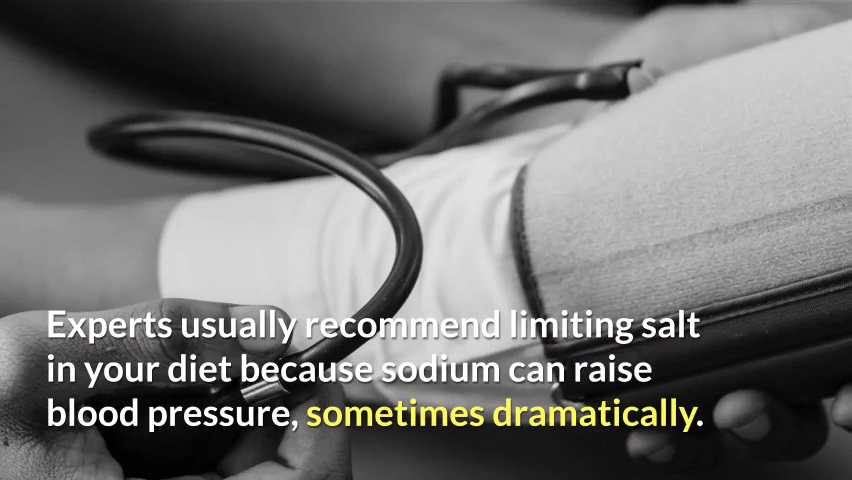 Experts usually recommend limiting salt
in your diet because sodium can raise
blood pressure, sometimes dramatically.